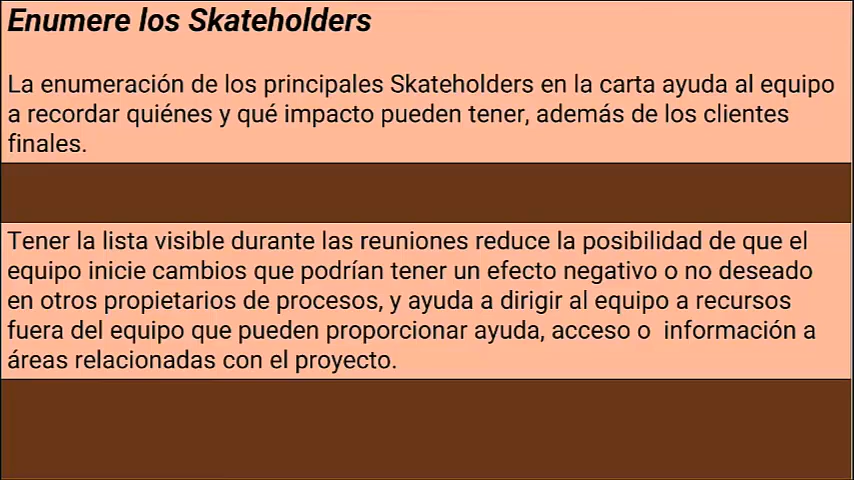 Enumere los Skateholders
La enumeración de los principales Skateholders en la carta ayuda al equipo
a recordar quiénes y qué impacto pueden tener, además de los clientes
finales.
Tener la lista visible durante las reuniones reduce la posibilidad de que el
equipo inicie cambios que podrían tener un efecto negativo o no deseado
en otros propietarios de procesos, y ayuda a dirigir al equipo a recursos
fuera del equipo que pueden proporcionar ayuda, acceso o  información a
áreas relacionadas con el proyecto.